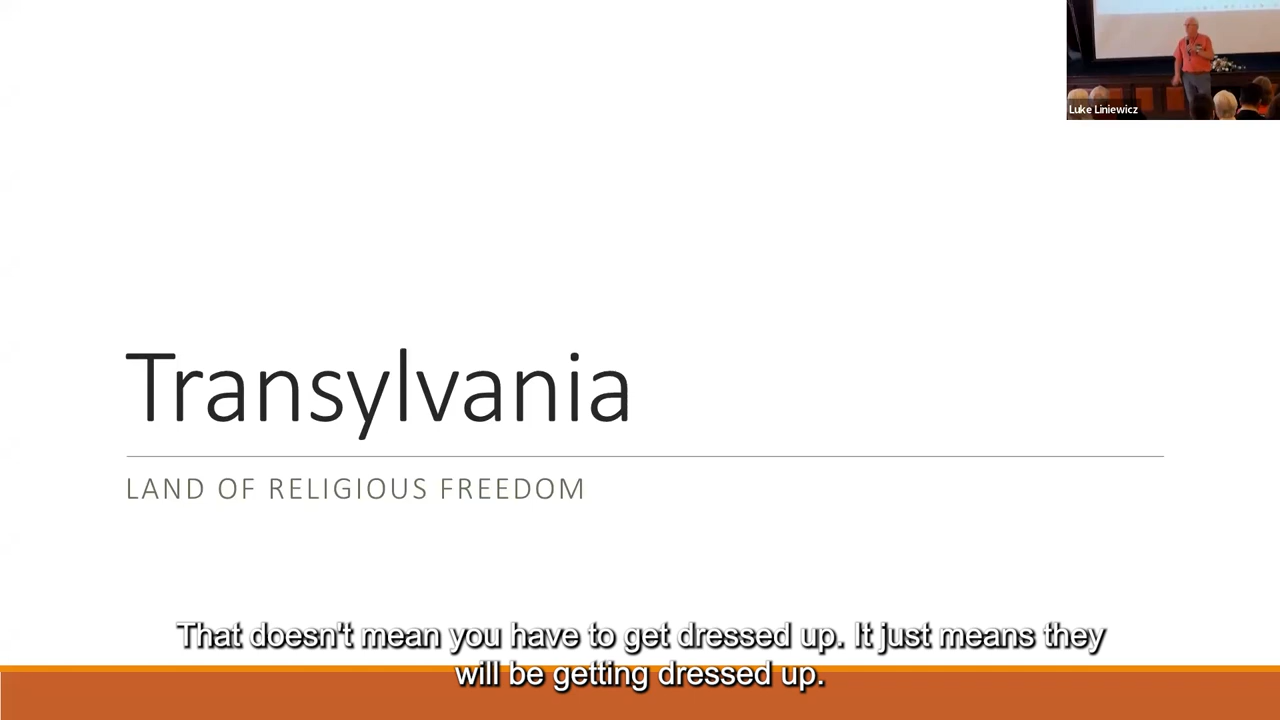 Luke Liniewicz
Transylvania
LAND OF RELIGIOUS FREEDOM
That doesn't mean you have to get dressed up. It just means they
will be getting dressed up.